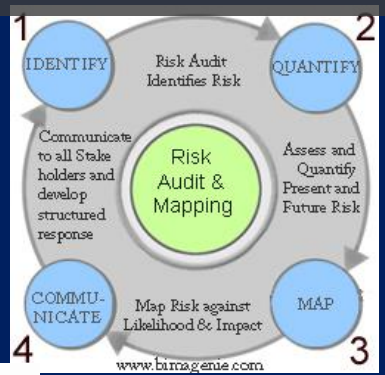 1
2
IDENTIFY
Risk Audit
Identifies Risk
QUANTIFY
Communicate
to all Stake
holders and
develop
structured
response
Risk
Audit &
Mapping
Assess and
Quantify
Present and
Future Risk
COMMU-
NICATE
Map Risk against
Likelihood & Impact
MAP
4
3
www.bimagenie.com